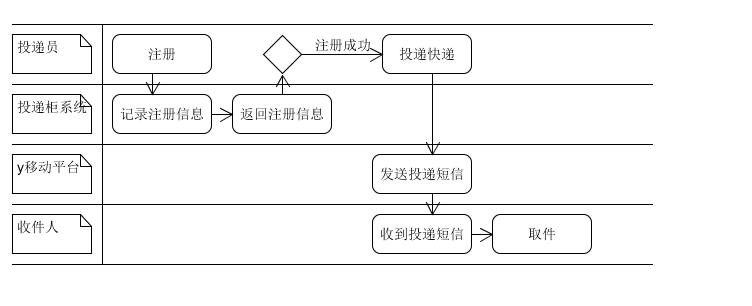 投递员
注册
注册成功
投递快递
投递柜系统
记录注册信息
返回注册信息
y移动平台
发送投递短信
收件人
收到投递短信
取件